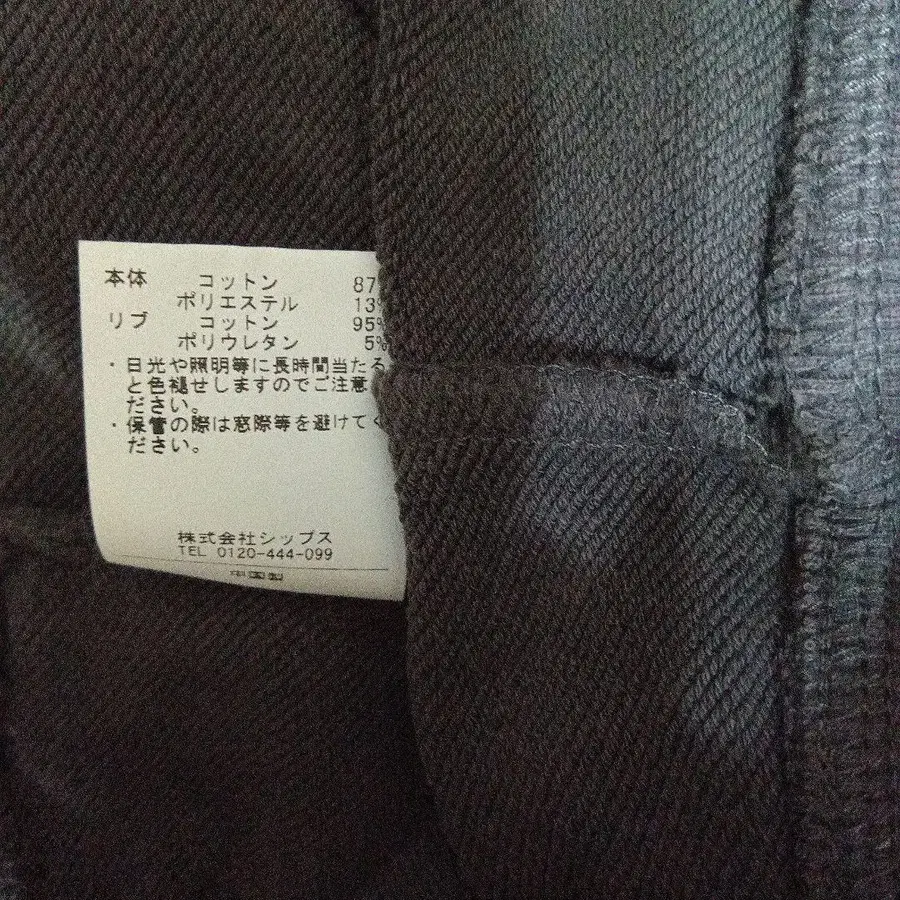 本体 コットン 87
ポリエステル 13%
リブ コットン 95%
ポリウレタン 5%
・日光や照明等に長時間当たる
と色褪せしますのでご注意
ださい。
・保管の際は窓際等を避けてく
ださい。
株式会社シップス
TEL 0120-444-099
中国製